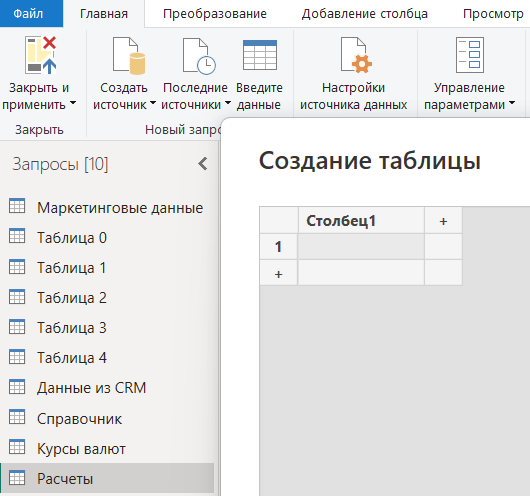 Файл Главная Преобразование Добавление столбца Просмотр
Закрыть и применить
Создать источник
Последние источники
Введите данные
Настройки источника данных
Управление параметрами
Закрыть
Новый запро
Запросы [10]
Маркетинговые данные
Таблица 0
Таблица 1
Таблица 2
Таблица 3
Таблица 4
Данные из CRM
Справочник
Курсы валют
Расчеты
Создание таблицы
Столбец1 +
1
+